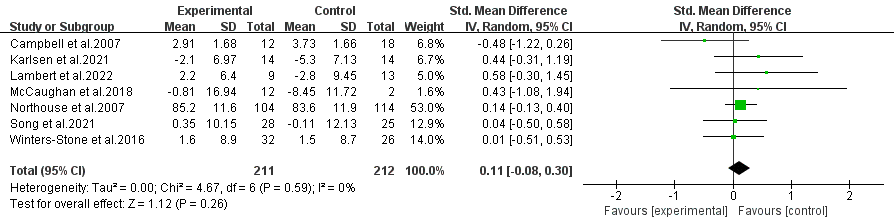 Experimental Control Std. Mean Difference Std. Mean Difference
Study or Subgroup Mean SD Total Mean SD Total Weight IV, Random, 95% CI IV, Random, 95% CI
Campbell et al.2007 2.91 1.68 12 3.73 1.66 18 6.8% -0.48 [-1.22, 0.26]
Karlsen et al.2021 -2.1 6.97 14 -5.3 7.13 14 6.7% 0.44 [-0.31, 1.19]
Lambert et al.2022 2.2 6.4 9 -2.8 9.45 13 4.9% 0.58 [-0.30, 1.45]
McCaughan et al.2018 -0.81 16.94 12 -8.45 11.72 2 1.6% 0.43 [-1.08, 1.94]
Northouse et al.2007 85.2 11.6 104 83.6 11.9 114 53.0% 0.14 [-0.13, 0.40]
Song et al.2021 0.35 10.15 28 -0.11 12.13 25 12.9% 0.04 [-0.50, 0.58]
Winters-Stone et al.2016 1.6 8.9 32 1.5 8.7 26 14.0% 0.01 [-0.51, 0.53]
Total (95% CI) 211 212 100.0% 0.11 [-0.08, 0.30]
Heterogeneity: Tau² = 0.00; Chi² = 4.67, df = 6 (P = 0.59); I² = 0%
Test for overall effect: Z = 1.12 (P = 0.26)
-2 -1 0 1 2
Favours [experimental] Favours [control]